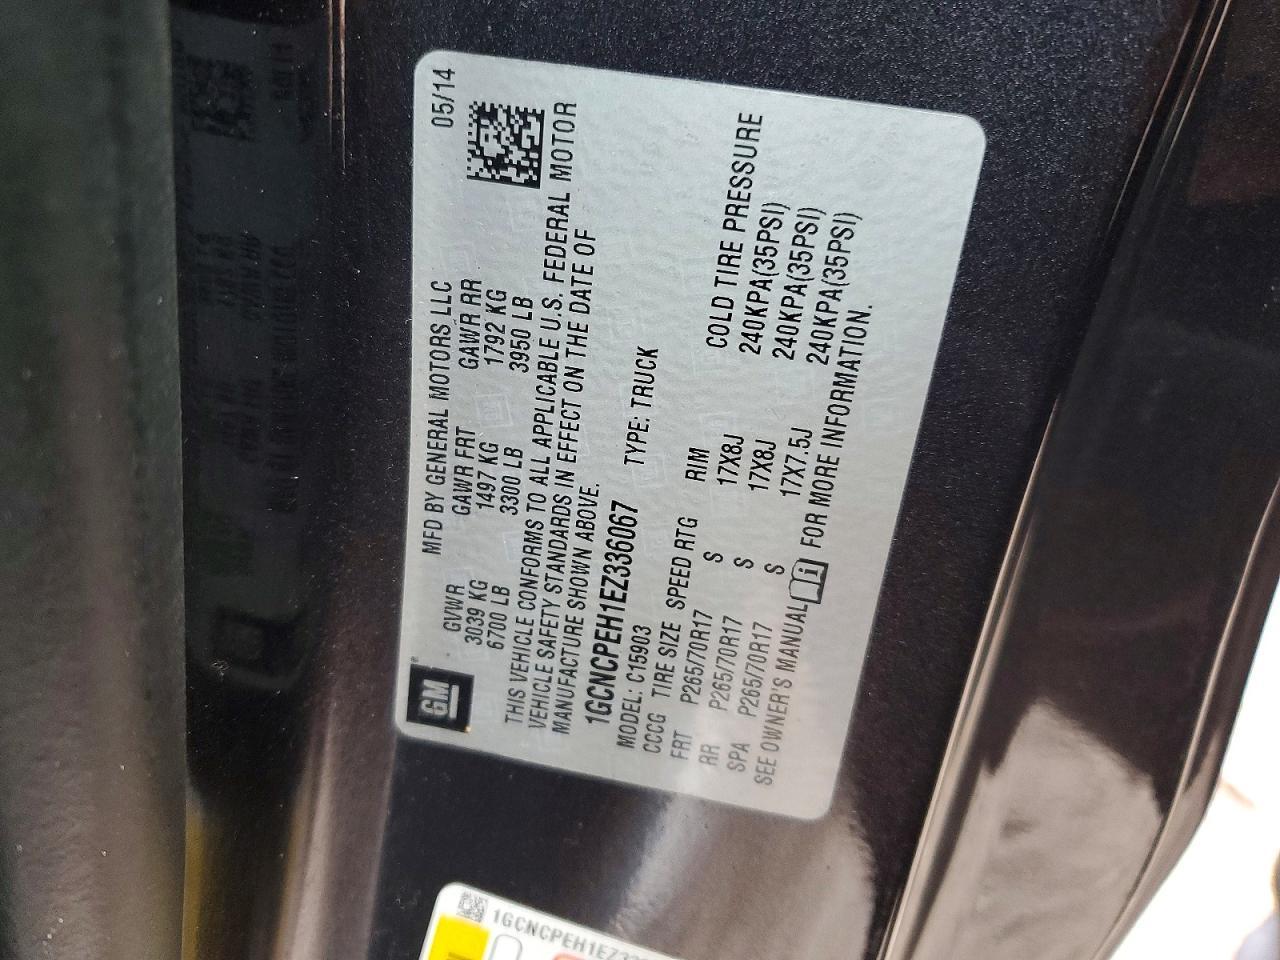 GM
MFD BY GENERAL MOTORS LLC 05/14
GVWR GAWR FRT GAWR RR
3039 KG 1497 KG 1792 KG
6700 LB 3300 LB 3950 LB
THIS VEHICLE CONFORMS TO ALL APPLICABLE U.S. FEDERAL MOTOR
VEHICLE SAFETY STANDARDS IN EFFECT ON THE DATE OF
MANUFACTURE SHOWN ABOVE.
1GCNCPEH1EZ336067
MODEL: C15903 TYPE: TRUCK
CCCG TIRE SIZE SPEED RTG RIM COLD TIRE PRESSURE
FRT P265/70R17 S 17X8J 240KPA(35PSI)
RR P265/70R17 S 17X8J 240KPA(35PSI)
SPA P265/70R17 S 17X7.5J 240KPA(35PSI)
SEE OWNER'S MANUAL i FOR MORE INFORMATION.
1GCNCPEH1EZ